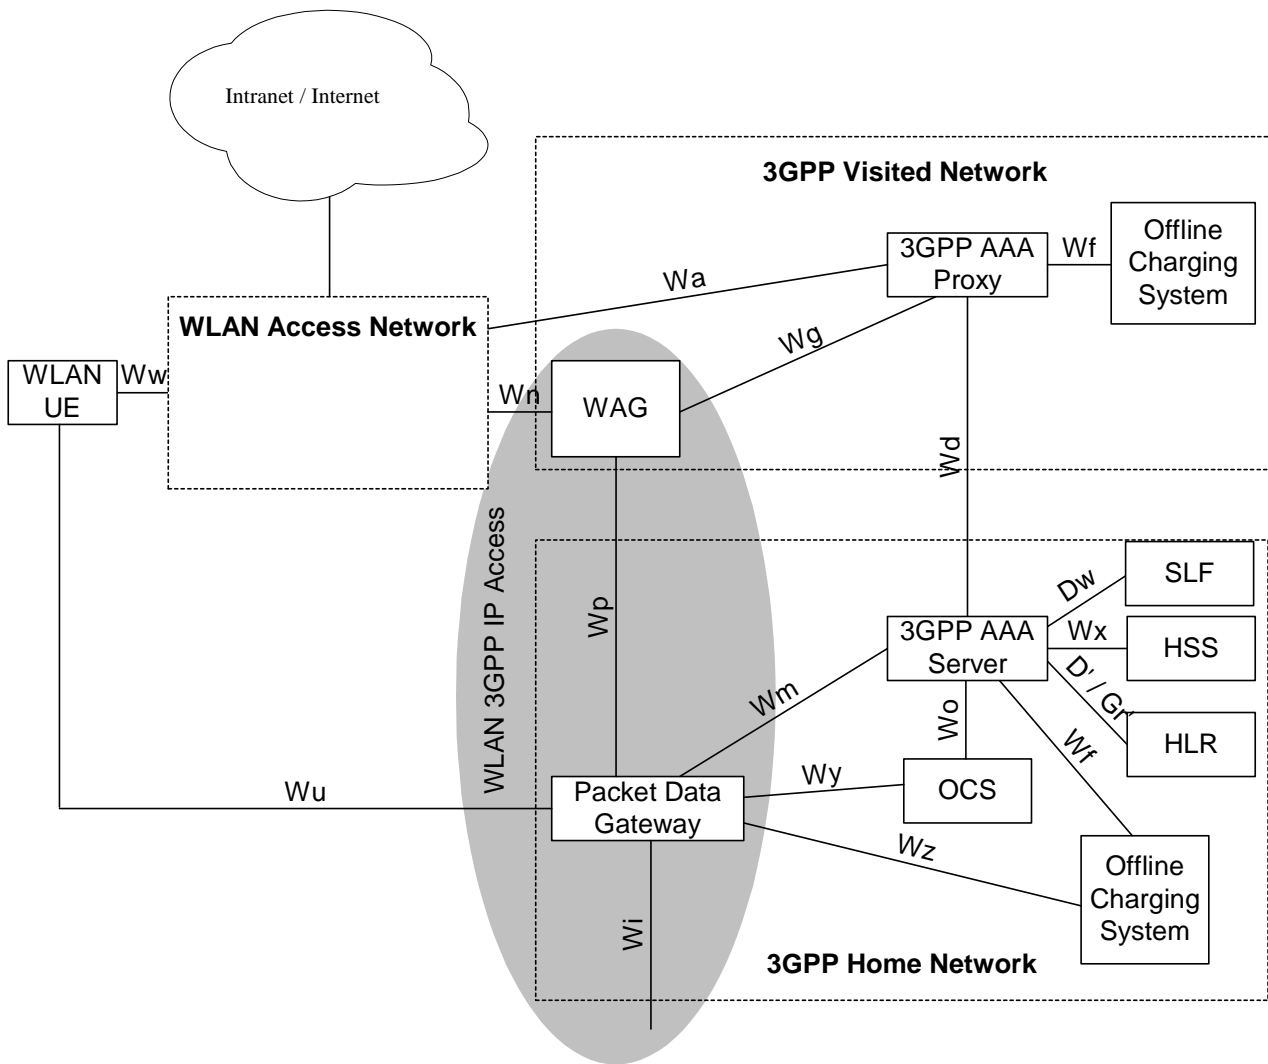 Intranet / Internet
3GPP Visited Network
3GPP AAA
Proxy
Wf
Offline
Charging
System
Wa
WLAN Access Network
Wg
WLAN
UE
Ww
Wn
WAG
Wd
WLAN 3GPP IP Access
Wp
Dw
SLF
3GPP AAA
Server
Wx
HSS
D' / Gr'
HLR
Wm
Wo
Wf
Wu
Packet Data
Gateway
Wy
OCS
Wz
Offline
Charging
System
Wi
3GPP Home Network